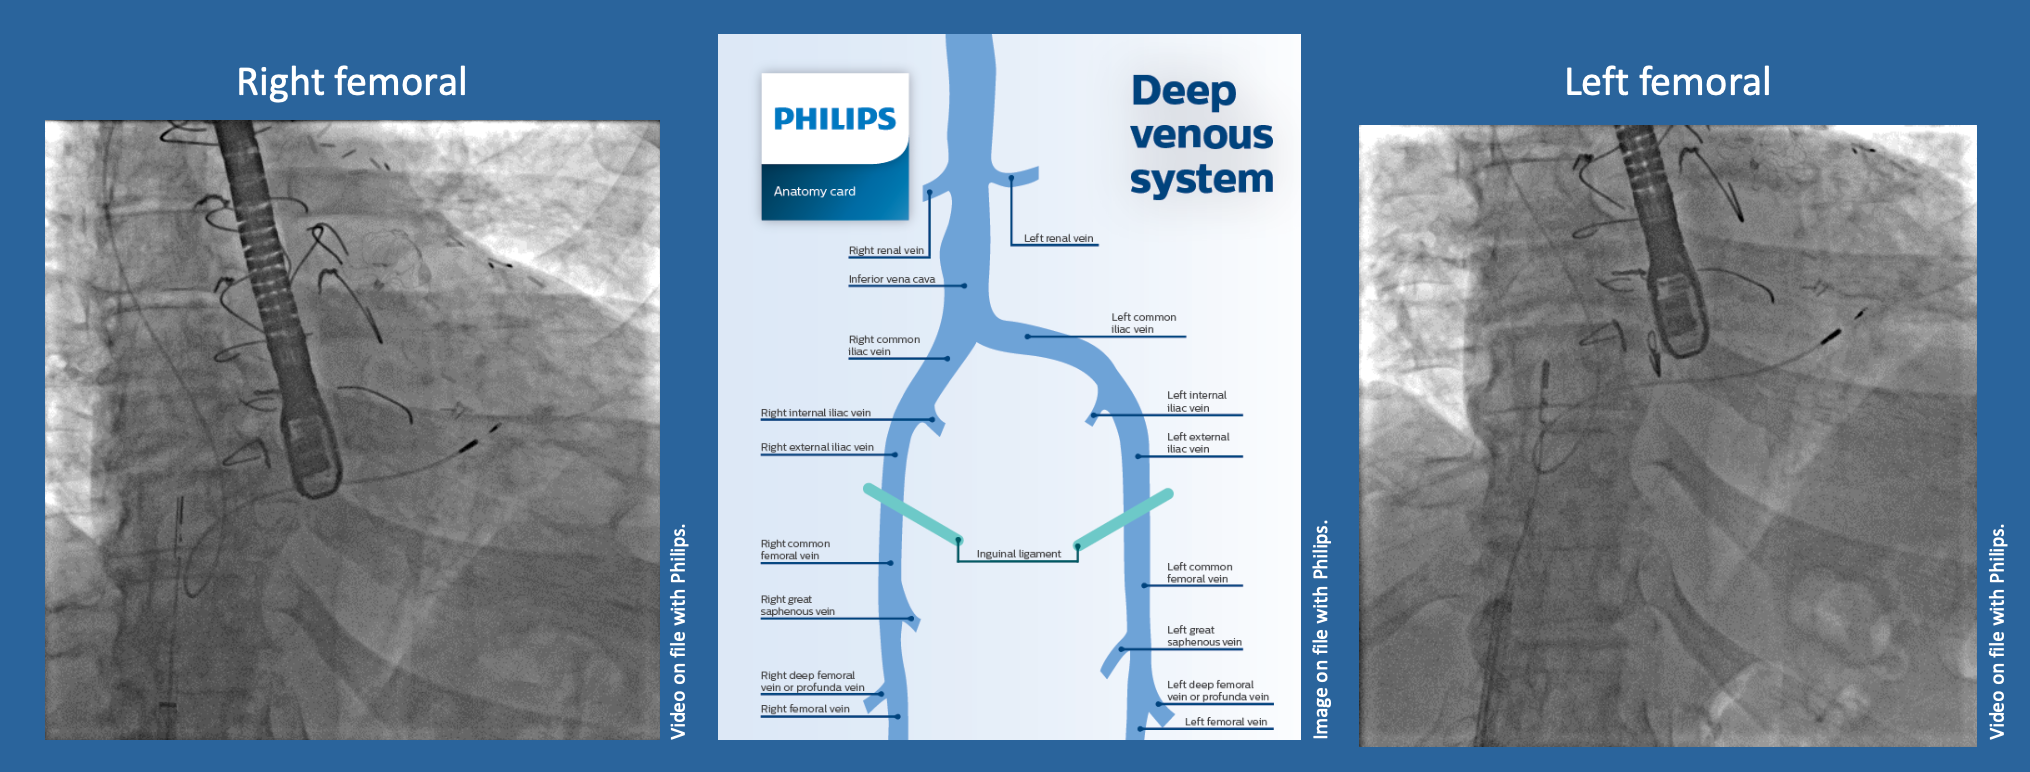 Right femoral
Video on file with Philips.
PHILIPS
Anatomy card
Deep
venous
system
Right renal vein
Left renal vein
Inferior vena cava
Left common
iliac vein
Right common
iliac vein
Left internal
iliac vein
Right internal iliac vein
Left external
iliac vein
Right external iliac vein
Right common
femoral vein
Inguinal ligament
Left common
femoral vein
Right great
saphenous vein
Left great
saphenous vein
Right deep femoral
vein or profunda vein
Left deep femoral
vein or profunda vein
Right femoral vein
Left femoral vein
Image on file with Philips.
Left femoral
Video on file with Philips.